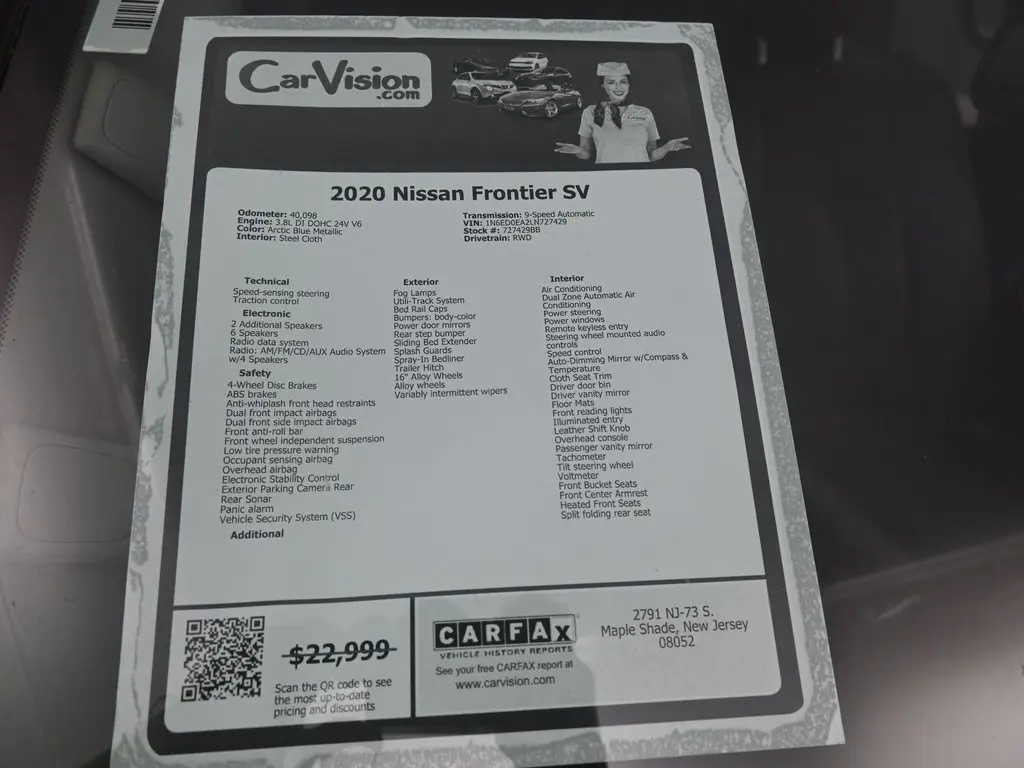 CarVision
.com
2020 Nissan Frontier SV
Odometer: 40,098
Engine: 3.8L DI DOHC 24V V6
Color: Arctic Blue Metallic
Interior: Steel Cloth
Transmission: 9-Speed Automatic
VIN: 1N6ED0EA2LN727429
Stock #: 727429BB
Drivetrain: RWD
Technical
Speed-sensing steering
Traction control
Electronic
2 Additional Speakers
6 Speakers
Radio data system
Radio: AM/FM/CD/AUX Audio System
w/4 Speakers
Safety
4-Wheel Disc Brakes
ABS brakes
Anti-whiplash front head restraints
Dual front impact airbags
Dual front side impact airbags
Front anti-roll bar
Front wheel independent suspension
Low tire pressure warning
Occupant sensing airbag
Overhead airbag
Electronic Stability Control
Exterior Parking Camera Rear
Rear Sonar
Panic alarm
Vehicle Security System (VSS)
Additional
Exterior
Fog Lamps
Utili-Track System
Bed Rail Caps
Bumpers: body-color
Power door mirrors
Rear step bumper
Sliding Bed Extender
Splash Guards
Spray-In Bedliner
Trailer Hitch
16" Alloy Wheels
Alloy wheels
Variably intermittent wipers
Interior
Air Conditioning
Dual Zone Automatic Air
Conditioning
Power steering
Power windows
Remote keyless entry
Steering wheel mounted audio
controls
Speed control
Auto-Dimming Mirror w/Compass &
Temperature
Cloth Seat Trim
Driver door bin
Driver vanity mirror
Floor Mats
Front reading lights
Illuminated entry
Leather Shift Knob
Overhead console
Passenger vanity mirror
Tachometer
Tilt steering wheel
Voltmeter
Front Bucket Seats
Front Center Armrest
Heated Front Seats
Split folding rear seat
$22,999
Scan the QR code to see
the most up-to-date
pricing and discounts
CARFAX
VEHICLE HISTORY REPORTS
See your free CARFAX report at
www.carvision.com
2791 NJ-73 S.
Maple Shade, New Jersey
08052